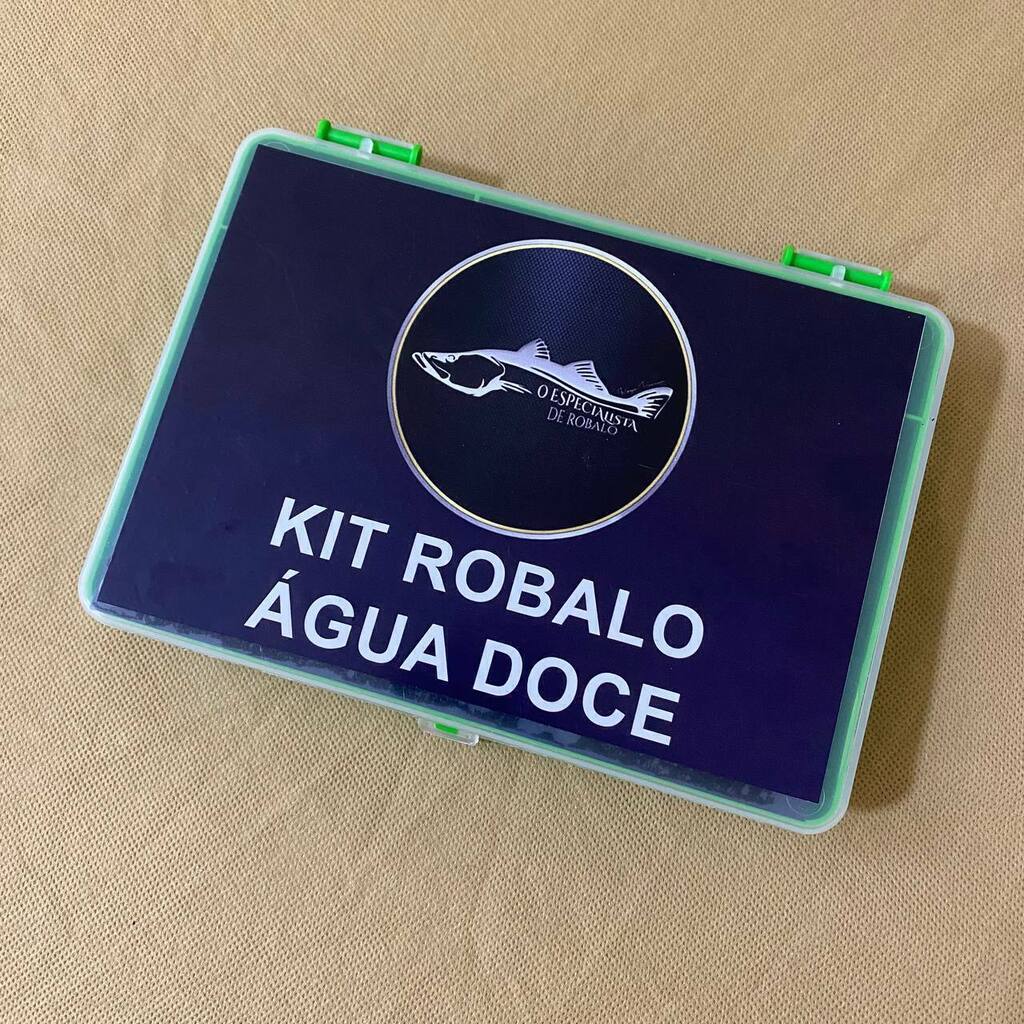 O ESPECIALISTA
DE ROBALO
KIT ROBALO
ÁGUA DOCE